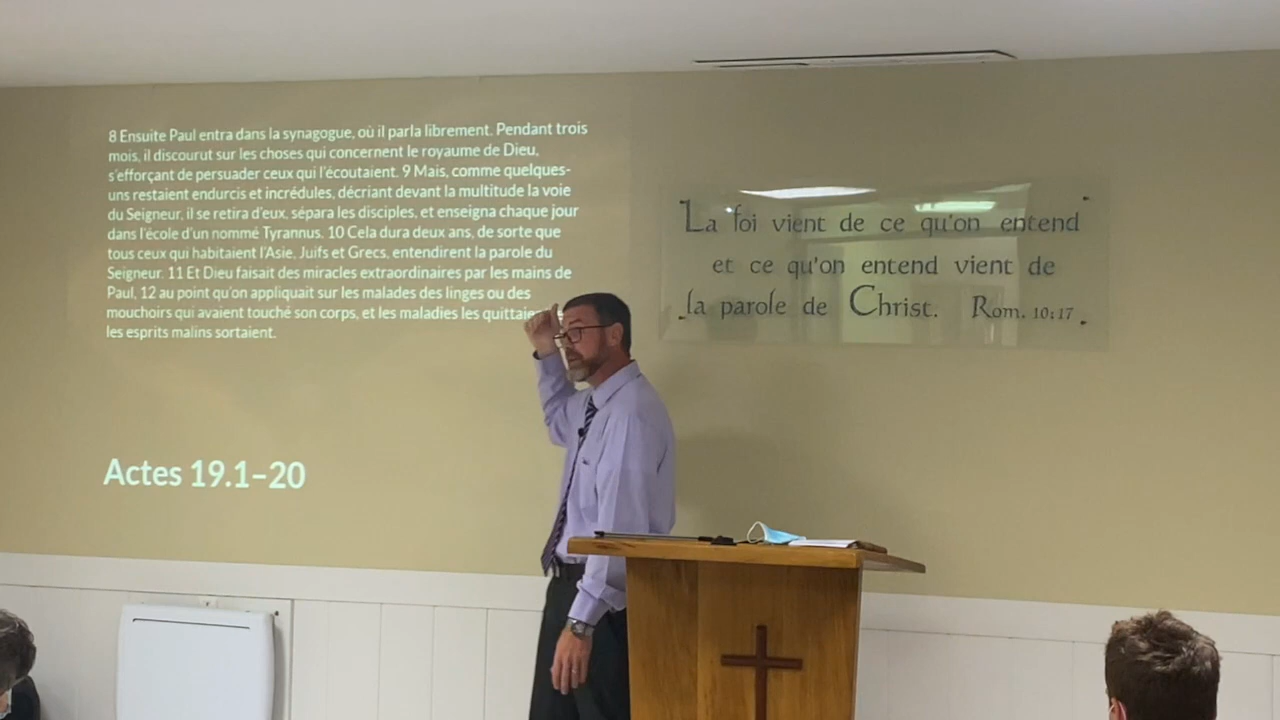 8 Ensuite Paul entra dans la synagogue, où il parla librement. Pendant trois
mois, il discourut sur les choses qui concernent le royaume de Dieu,
s'efforçant de persuader ceux qui l'écoutaient. 9 Mais, comme quelques-
uns restaient endurcis et incrédules, décriant devant la multitude la voie
du Seigneur, il se retira d'eux, sépara les disciples, et enseigna chaque jour
dans l'école d'un nommé Tyrannus. 10 Cela dura deux ans, de sorte que
tous ceux qui habitaient l'Asie, Juifs et Grecs, entendirent la parole du
Seigneur. 11 Et Dieu faisait des miracles extraordinaires par les mains de
Paul, 12 au point qu'on appliquait sur les malades des linges ou des
mouchoirs qui avaient touché son corps, et les maladies les
les esprits malins sortaient.
Actes 19.1–20
La foi vient de ce qu'on entend
et ce qu'on entend vient de
la parole de Christ. Rom. 10:17